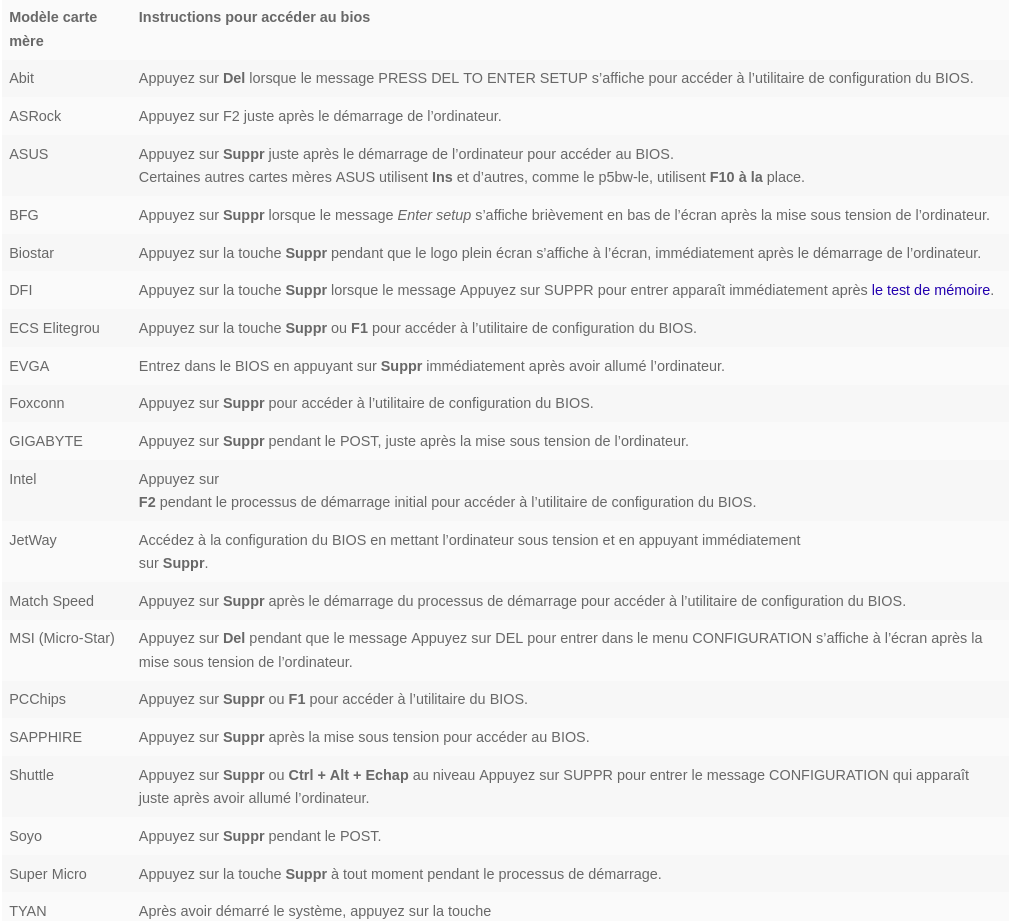 Modèle carte mère Instructions pour accéder au bios
Abit Appuyez sur Del lorsque le message PRESS DEL TO ENTER SETUP s’affiche pour accéder à l’utilitaire de configuration du BIOS.
ASRock Appuyez sur F2 juste après le démarrage de l’ordinateur.
ASUS Appuyez sur Suppr juste après le démarrage de l’ordinateur pour accéder au BIOS.
Certaines autres cartes mères ASUS utilisent Ins et d’autres, comme le p5bw-le, utilisent F10 à la place.
BFG Appuyez sur Suppr lorsque le message Enter setup s’affiche brièvement en bas de l’écran après la mise sous tension de l’ordinateur.
Biostar Appuyez sur la touche Suppr pendant que le logo plein écran s’affiche à l’écran, immédiatement après le démarrage de l’ordinateur.
DFI Appuyez sur la touche Suppr lorsque le message Appuyez sur SUPPR pour entrer apparaît immédiatement après le test de mémoire.
ECS Elitegrou Appuyez sur la touche Suppr ou F1 pour accéder à l’utilitaire de configuration du BIOS.
EVGA Entrez dans le BIOS en appuyant sur Suppr immédiatement après avoir allumé l’ordinateur.
Foxconn Appuyez sur Suppr pour accéder à l’utilitaire de configuration du BIOS.
GIGABYTE Appuyez sur Suppr pendant le POST, juste après la mise sous tension de l’ordinateur.
Intel Appuyez sur
F2 pendant le processus de démarrage initial pour accéder à l’utilitaire de configuration du BIOS.
JetWay Accédez à la configuration du BIOS en mettant l’ordinateur sous tension et en appuyant immédiatement
sur Suppr.
Match Speed Appuyez sur Suppr après le démarrage du processus de démarrage pour accéder à l’utilitaire de configuration du BIOS.
MSI (Micro-Star) Appuyez sur Del pendant que le message Appuyez sur DEL pour entrer dans le menu CONFIGURATION s’affiche à l’écran après la
mise sous tension de l’ordinateur.
PCChips Appuyez sur Suppr ou F1 pour accéder à l’utilitaire du BIOS.
SAPPHIRE Appuyez sur Suppr après la mise sous tension pour accéder au BIOS.
Shuttle Appuyez sur Suppr ou Ctrl + Alt + Echap au niveau Appuyez sur SUPPR pour entrer le message CONFIGURATION qui apparaît
juste après avoir allumé l’ordinateur.
Soyo Appuyez sur Suppr pendant le POST.
Super Micro Appuyez sur la touche Suppr à tout moment pendant le processus de démarrage.
TYAN Après avoir démarré le système, appuyez sur la touche